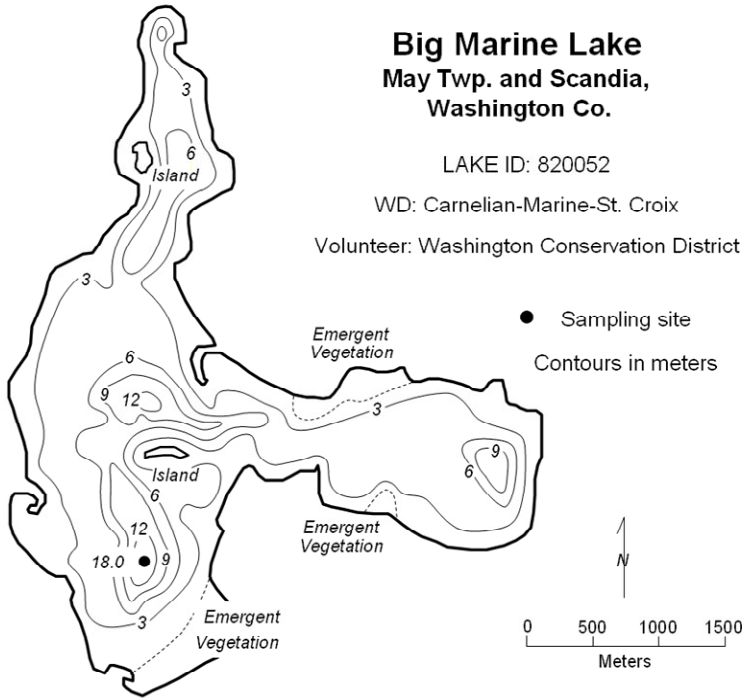 Big Marine Lake
May Twp. and Scandia,
Washington Co.
LAKE ID: 820052
WD: Carnelian-Marine-St. Croix
Volunteer: Washington Conservation District
Sampling site
Contours in meters
3
6
Island
3
Emergent
Vegetation
6
9
12
3
9
6
Island
6
12
18.0
9
Emergent
Vegetation
3
Emergent
Vegetation
N
0 500 1000 1500
Meters